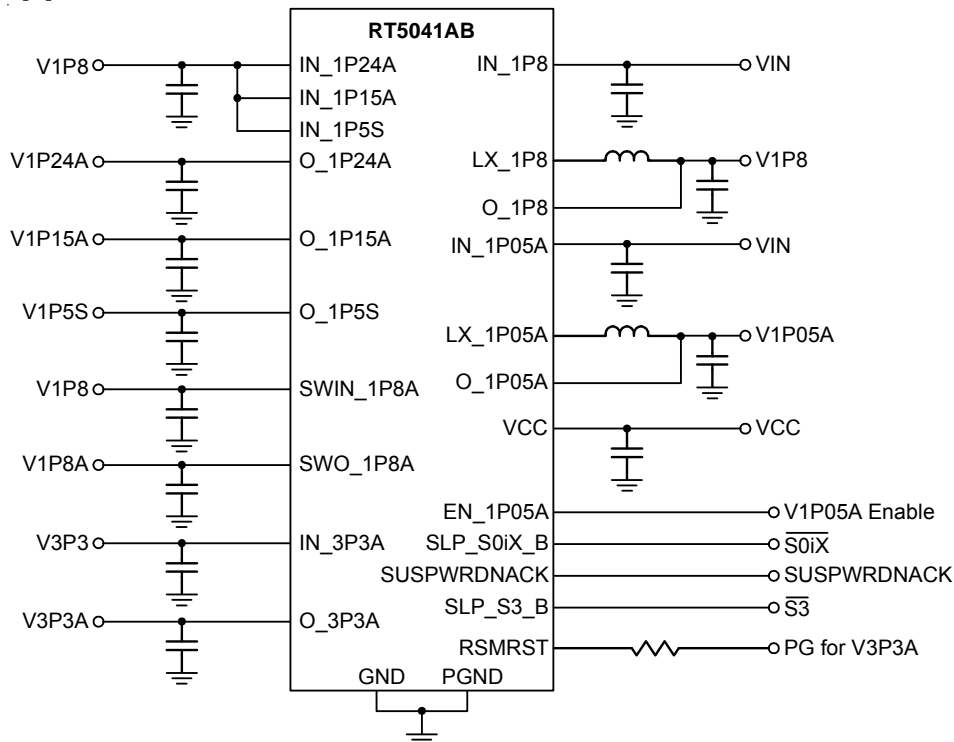 RT5041AB
V1P8 IN_1P24A IN_1P8 VIN
IN_1P15A
IN_1P5S
V1P24A O_1P24A LX_1P8 V1P8
O_1P8
V1P15A O_1P15A IN_1P05A VIN
V1P5S O_1P5S
LX_1P05A V1P05A
V1P8 SWIN_1P8A O_1P05A
VCC VCC
V1P8A SWO_1P8A
EN_1P05A V1P05A Enable
V3P3 IN_3P3A SLP_S0iX_B S0iX
SUSPWRDNACK SUSPWRDNACK
SLP_S3_B S3
V3P3A O_3P3A
RSMRST PG for V3P3A
GND PGND